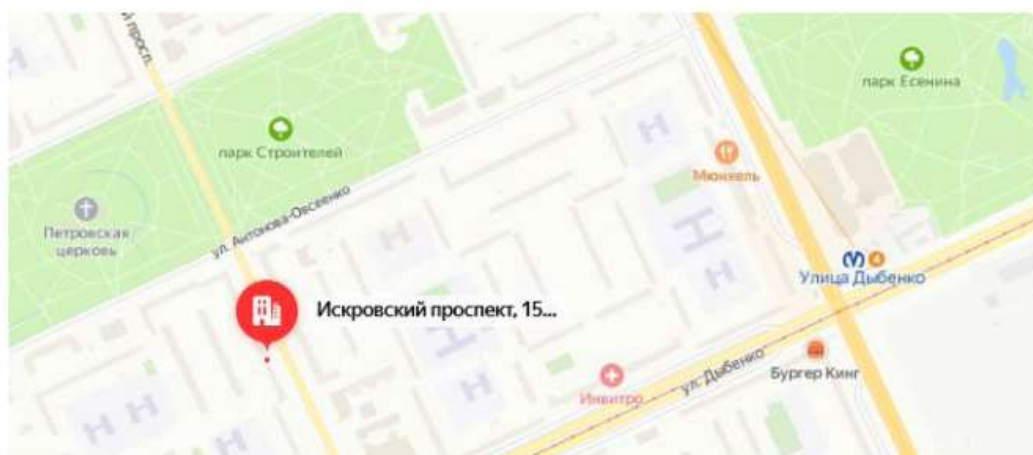 й просп.
парк Есенина
парк Строителей
Мюнхель
ул. Антонова-Овсеенко
Петровская
церковь
Улица Дыбенко
Искровский проспект, 15...
ул. Дыбенко
Бургер Кинг
Инвитро